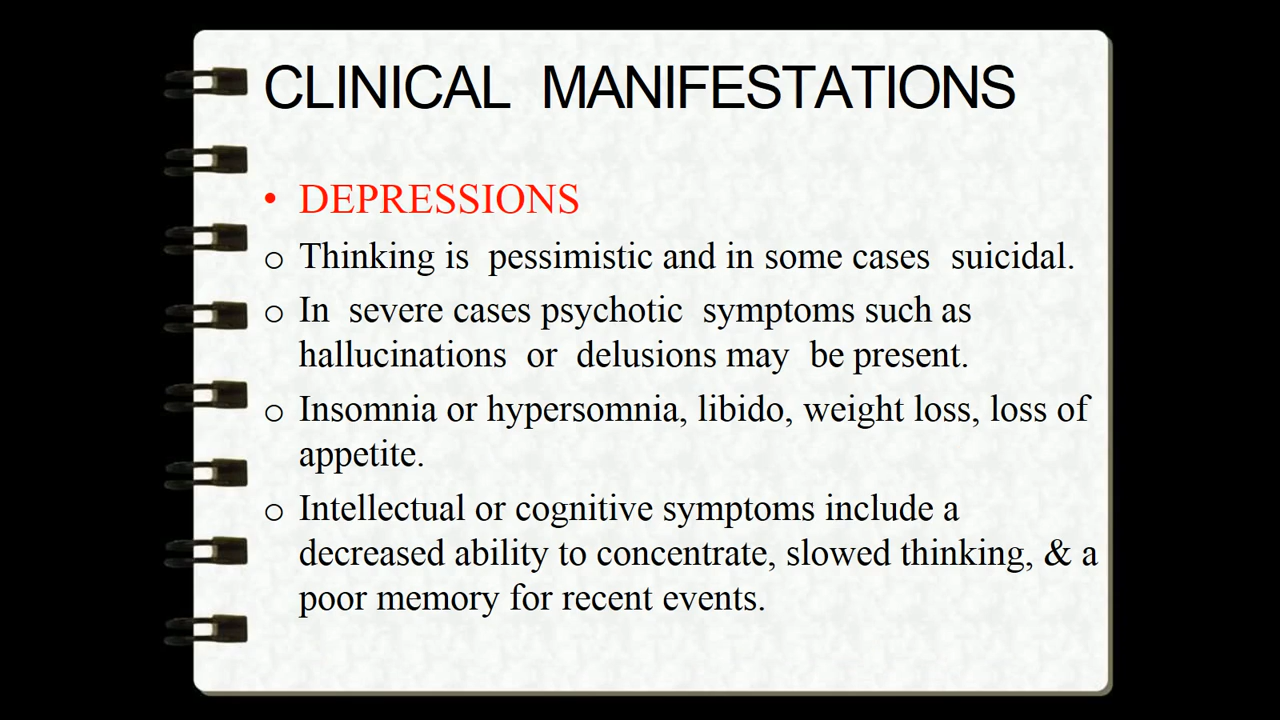 CLINICAL MANIFESTATIONS
• DEPRESSIONS
o Thinking is pessimistic and in some cases suicidal.
o In severe cases psychotic symptoms such as
hallucinations or delusions may be present.
o Insomnia or hypersomnia, libido, weight loss, loss of
appetite.
o Intellectual or cognitive symptoms include a
decreased ability to concentrate, slowed thinking, & a
poor memory for recent events.